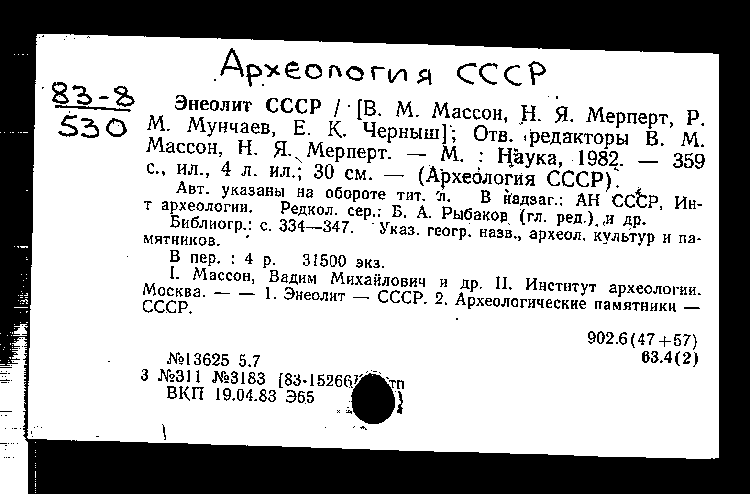 Археология СССР
83-8
530
Энеолит СССР / [В. М. Массон, Н. Я. Мерперт, Р.
М. Мунчаев, Е. К. Черныш]; Отв. редакторы В. М.
Массон, Н. Я. Мерперт. — М. : Наука, 1982. — 359
с., ил., 4 л. ил.; 30 см. — (Археология СССР).
Авт. указаны на обороте тит. л. В надзаг.: АН СССР, Ин-
т археологии. Редкол. сер.: Б. А. Рыбаков (гл. ред.) и др.
Библиогр.: с. 334—347. Указ. геогр. назв., археол. культур и па-
мятников.
В пер. : 4 р. 31500 экз.
I. Массон, Вадим Михайлович и др. II. Институт археологии.
Москва. — — 1. Энеолит — СССР. 2. Археологические памятники —
СССР.
902.6(47+57)
63.4(2)
№13625 5.7
3 №311 №3183 [83-15266] тп
ВКП 19.04.83 Э65